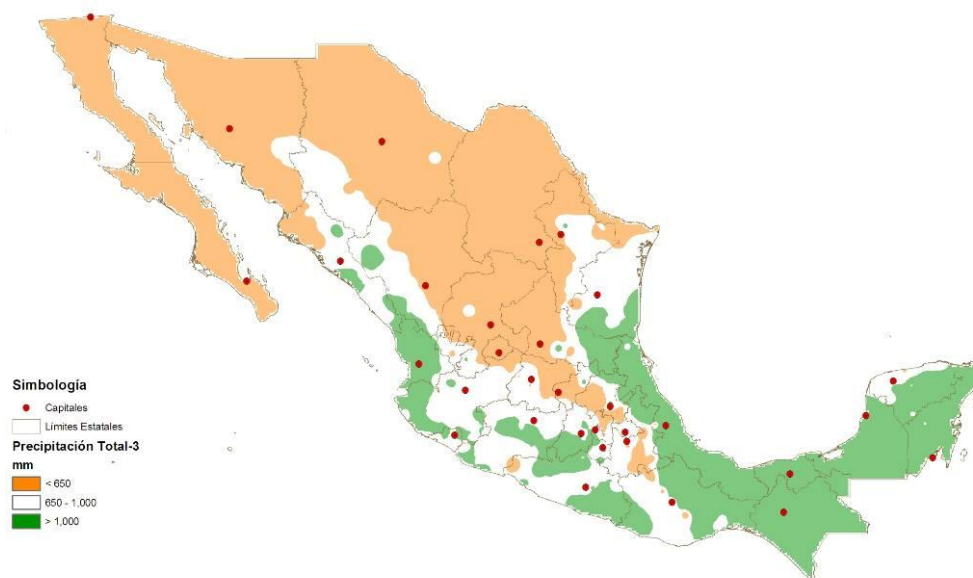 Simbología
Capitales
Límites Estatales
Precipitación Total-3
mm
< 650
650 - 1,000
> 1,000